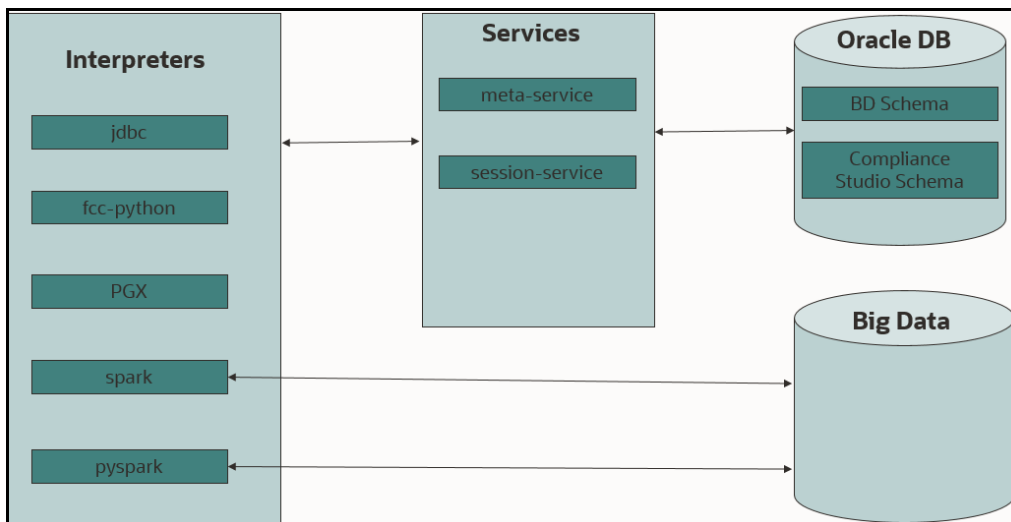 Interpreters
jdbc
fcc-python
PGX
spark
pyspark
Services
meta-service
session-service
Oracle DB
BD Schema
Compliance
Studio Schema
Big Data